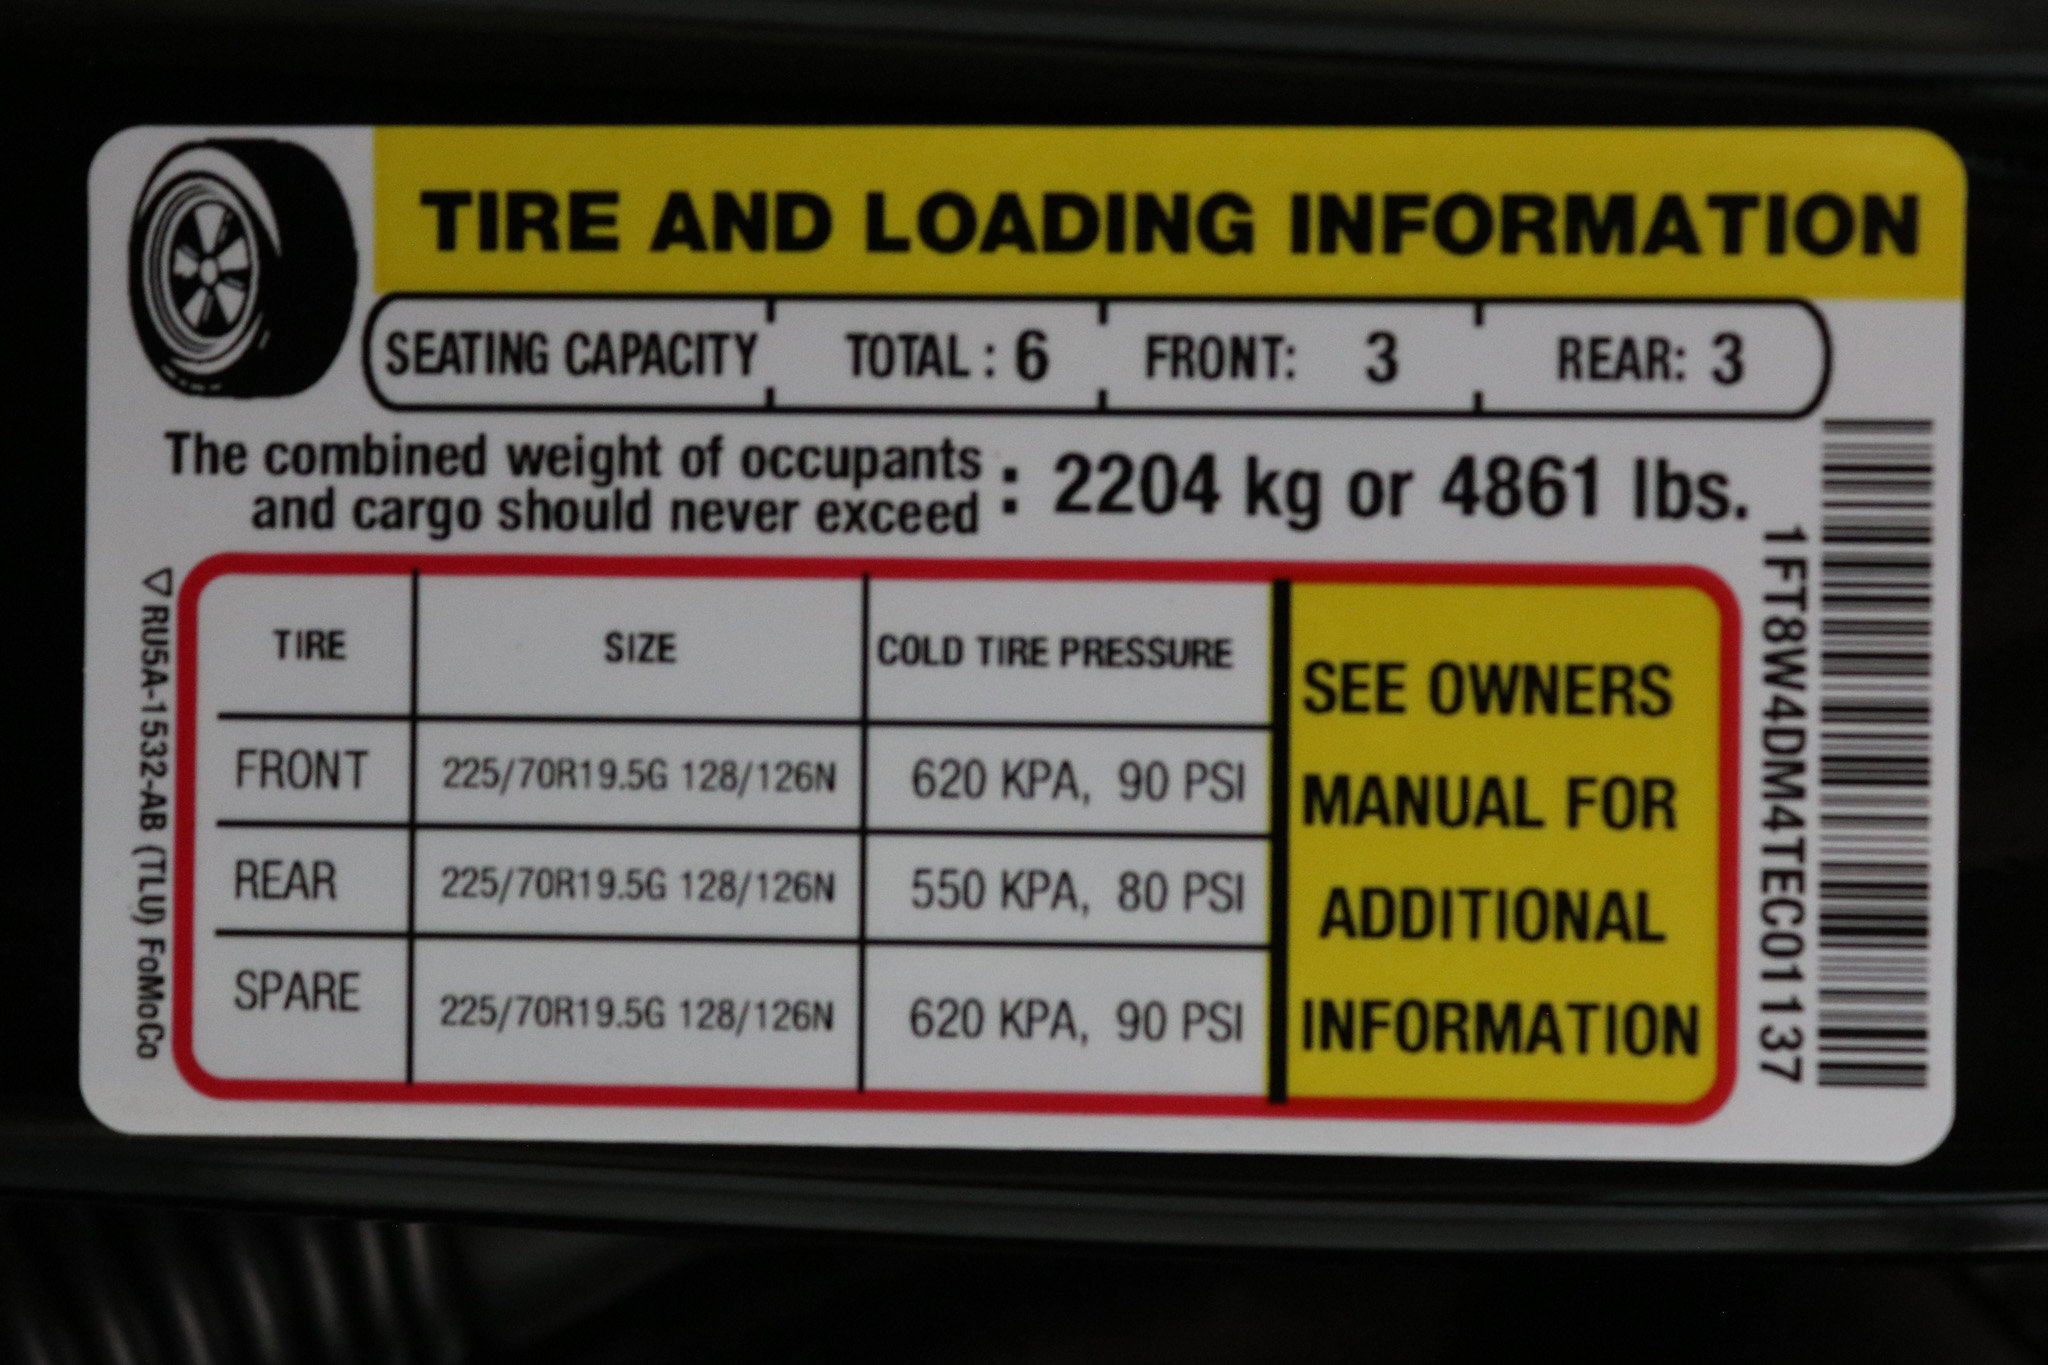 TIRE AND LOADING INFORMATION
SEATING CAPACITY TOTAL : 6 FRONT: 3 REAR: 3
The combined weight of occupants
and cargo should never exceed : 2204 kg or 4861 lbs.
TIRE SIZE COLD TIRE PRESSURE
FRONT 225/70R19.5G 128/126N 620 KPA, 90 PSI
REAR 225/70R19.5G 128/126N 550 KPA, 80 PSI
SPARE 225/70R19.5G 128/126N 620 KPA, 90 PSI
SEE OWNERS
MANUAL FOR
ADDITIONAL
INFORMATION
1FT8W4DM4TEC01137
RU5A-1532-AB (TLU) FoMoCo